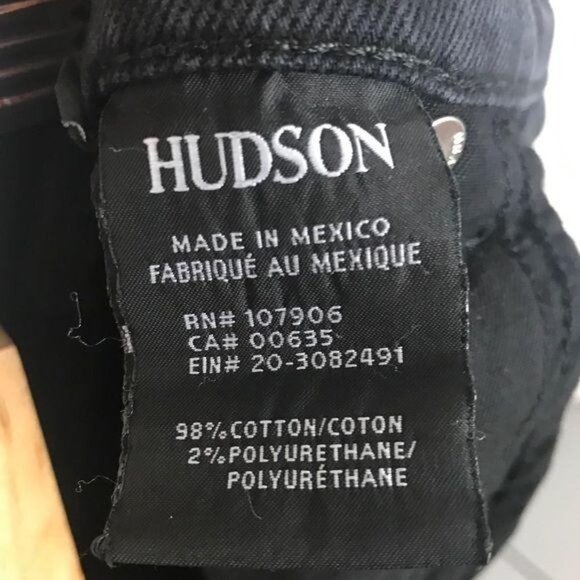 HUDSON
MADE IN MEXICO
FABRIQUÉ AU MEXIQUE
RN# 107906
CA# 00635
EIN# 20-3082491
98% COTTON/COTON
2% POLYURETHANE/
POLYURÉTHANE